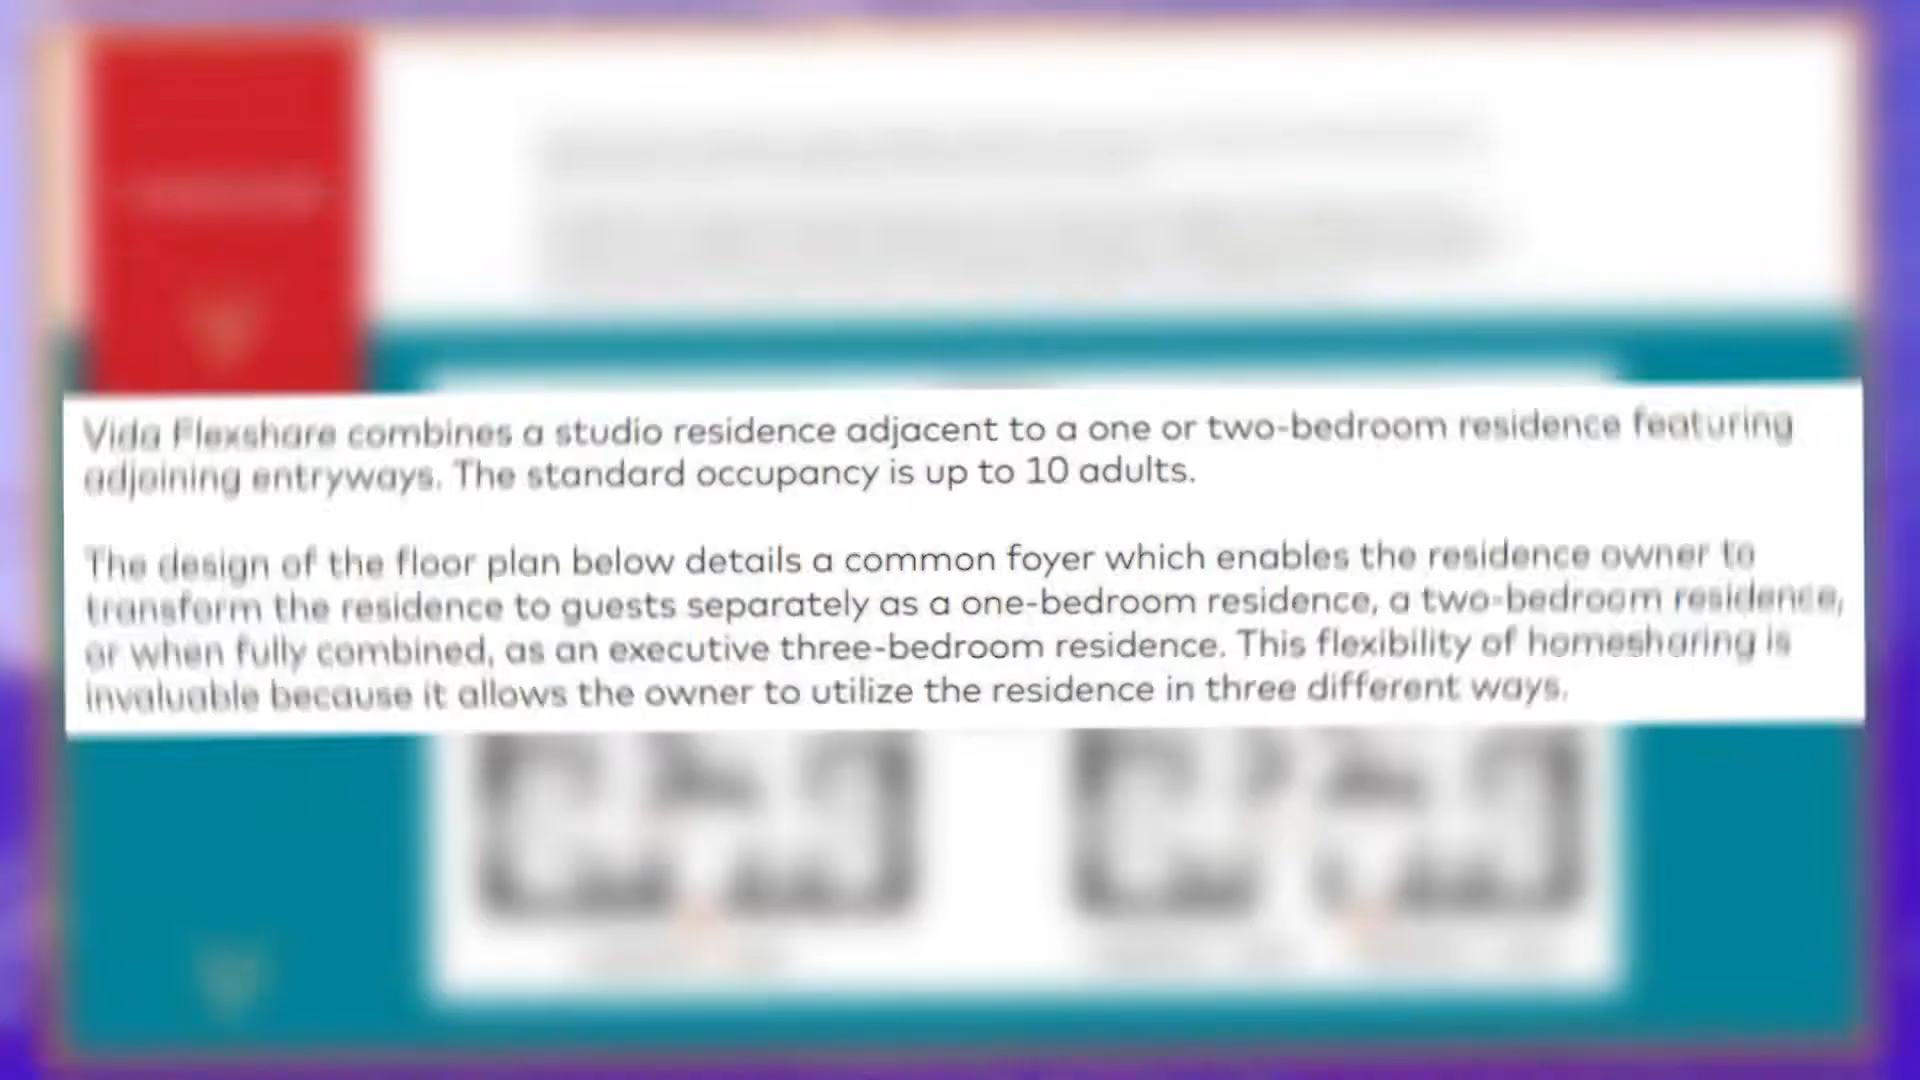 Vida Flexshare combines a studio residence adjacent to a one or two-bedroom residence featuring
adjoining entryways. The standard occupancy is up to 10 adults.
The design of the floor plan below details a common foyer which enables the residence owner to
transform the residence to guests separately as a one-bedroom residence, a two-bedroom residence,
or when fully combined, as an executive three-bedroom residence. This flexibility of homesharing is
invaluable because it allows the owner to utilize the residence in three different ways.